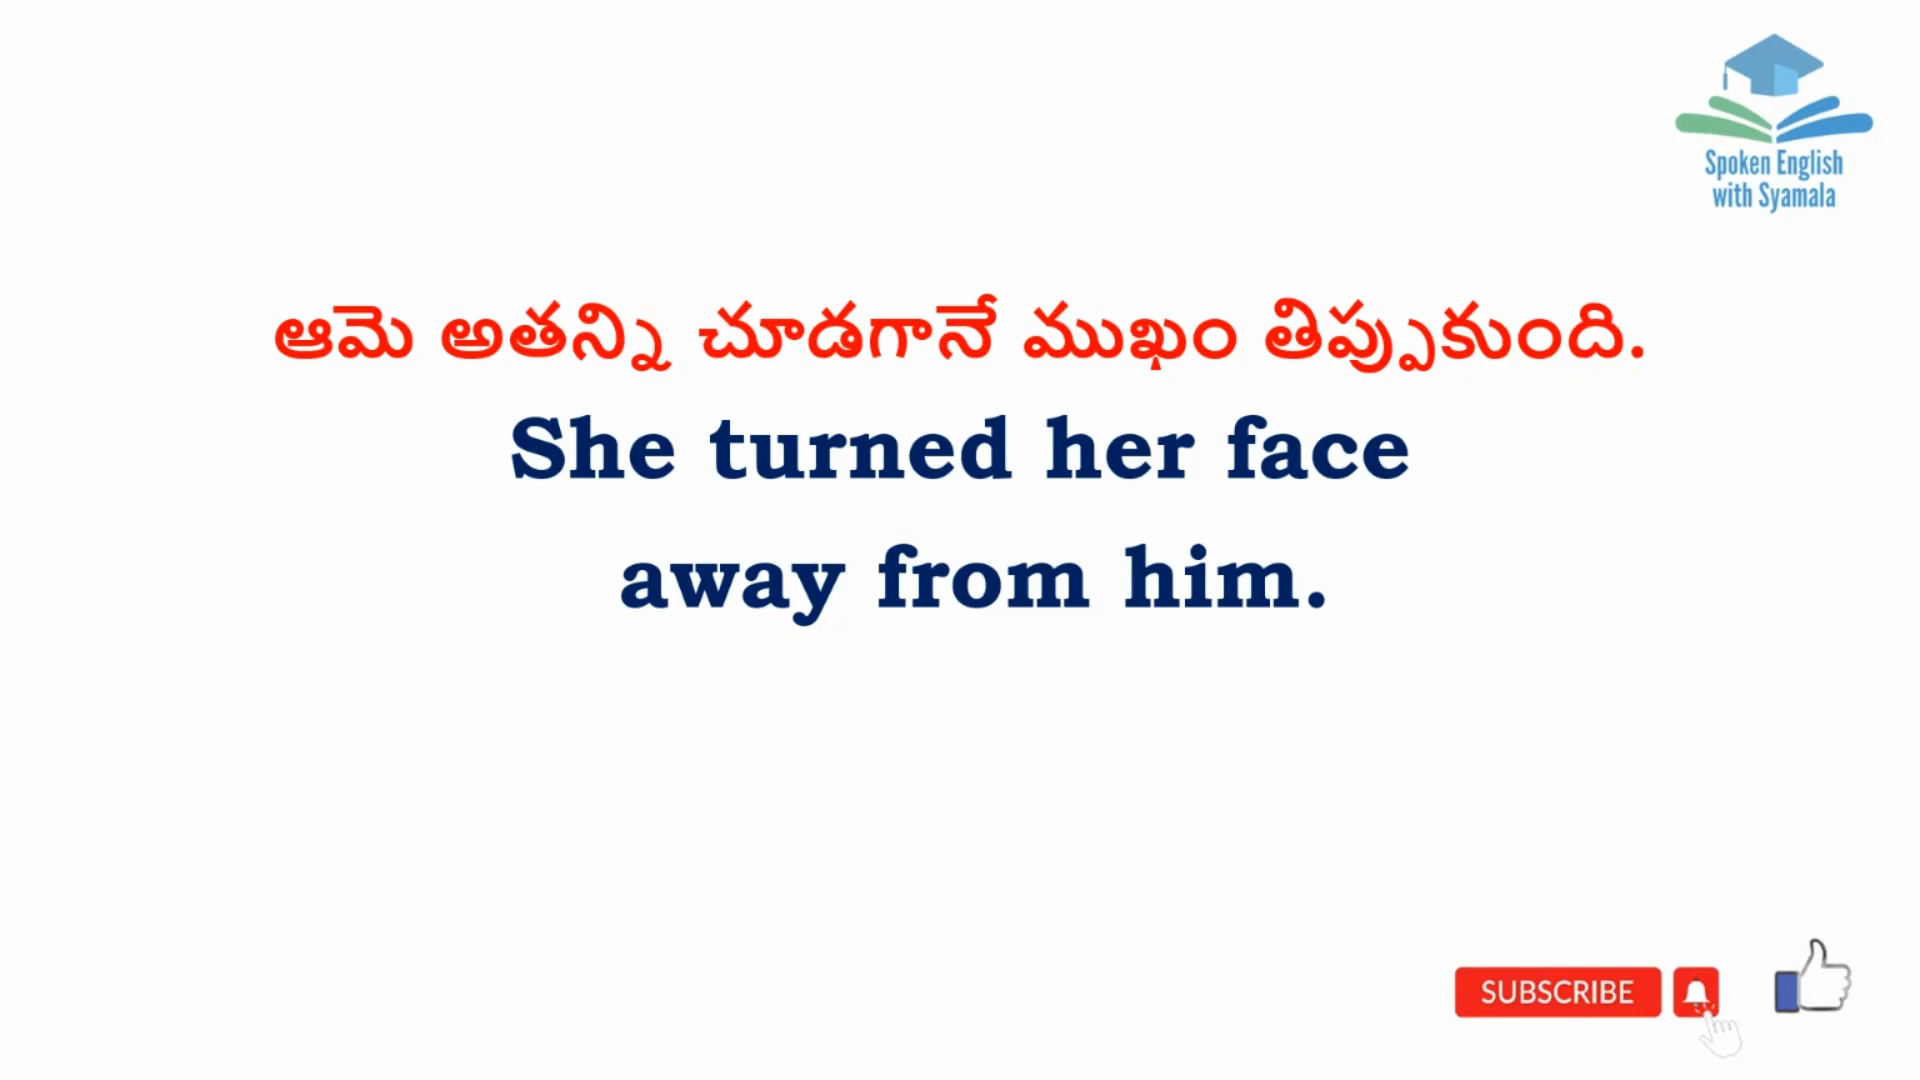 Spoken English
with Syamala
ఆమె అతన్ని చూడగానే ముఖం తిప్పుకుంది.
She turned her face
away from him.
SUBSCRIBE